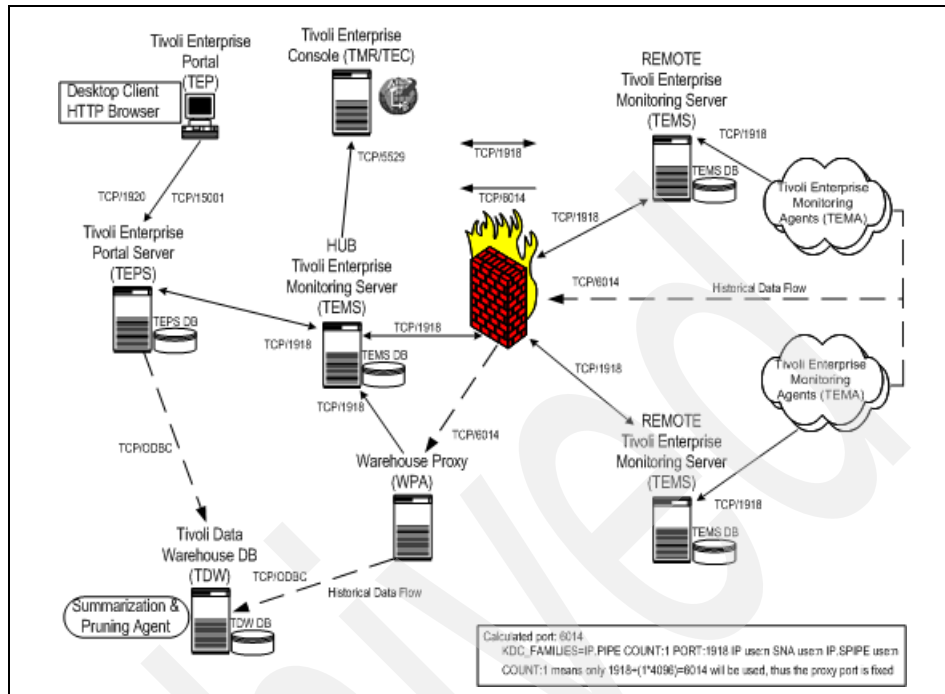 Tivoli Enterprise
Portal
(TEP)
Desktop Client
HTTP Browser
Tivoli Enterprise
Console (TMR/TEC)
REMOTE
Tivoli Enterprise
Monitoring Server
(TEMS)
TEMS DB
TCP/1918
TCP/1918
TCP/6014
TCP/5529
TCP/1920
TCP/15001
Tivoli Enterprise
Monitoring
Agents (TEMA)
TCP/1918
Tivoli Enterprise
Portal Server
(TEPS)
TEPS DB
HUB
Tivoli Enterprise
Monitoring Server
(TEMS)
TEMS DB
TCP/6014
Historical Data Flow
TCP/1918
TCP/1918
TCP/1918
TCP/1918
Tivoli Enterprise
Monitoring
Agents (TEMA)
TCP/6014
REMOTE
Tivoli Enterprise
Monitoring Server
(TEMS)
TEMS DB
TCP/1918
TCP/ODBC
Warehouse Proxy
(WPA)
Tivoli Data
Warehouse DB
(TDW)
TCP/ODBC
Historical Data Flow
Summarization &
Pruning Agent
TDW DB
Calculated port: 6014
KDC_FAMILIES=IP.PIPE COUNT:1 PORT:1918 IP use:n SNA use:n IP.SPIPE use:n
COUNT:1 means only 1918+(1*4096)=6014 will be used, thus the proxy port is fixed